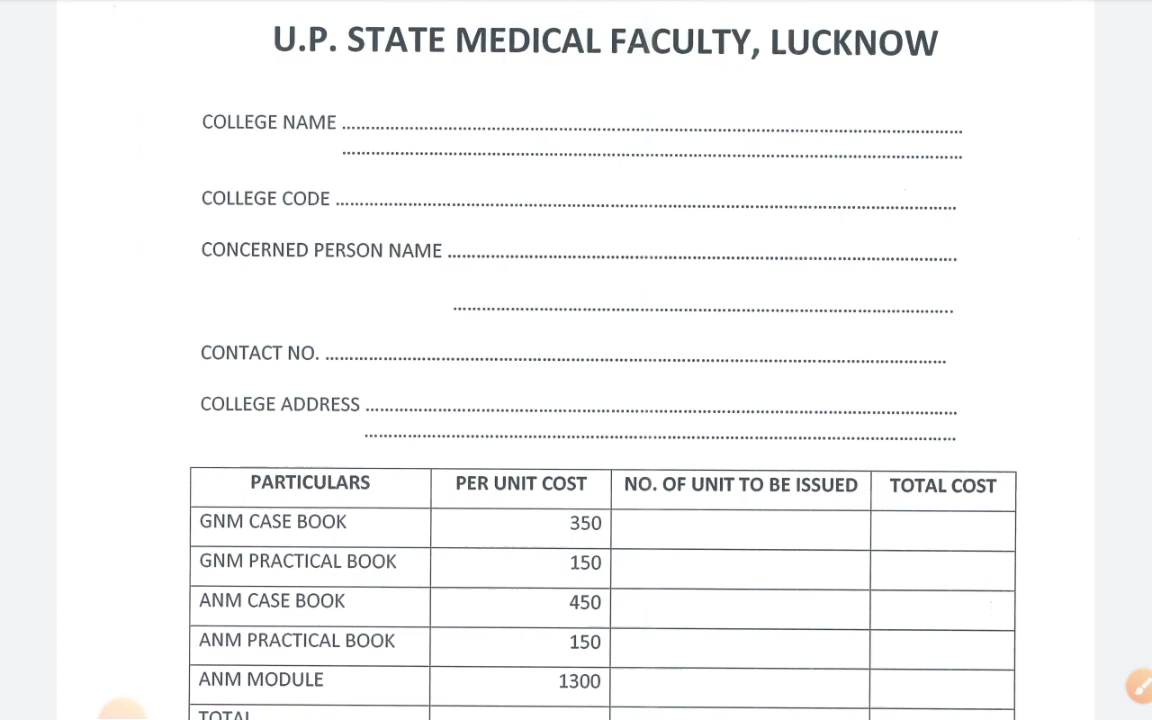 U.P. STATE MEDICAL FACULTY, LUCKNOW
COLLEGE NAME ........................................................................................................
........................................................................................................
COLLEGE CODE ........................................................................................................
CONCERNED PERSON NAME ........................................................................................
........................................................................................
CONTACT NO. ........................................................................................................
COLLEGE ADDRESS ...................................................................................................
...................................................................................................
PARTICULARS PER UNIT COST NO. OF UNIT TO BE ISSUED TOTAL COST
GNM CASE BOOK 350
GNM PRACTICAL BOOK 150
ANM CASE BOOK 450
ANM PRACTICAL BOOK 150
ANM MODULE 1300
TOTAL